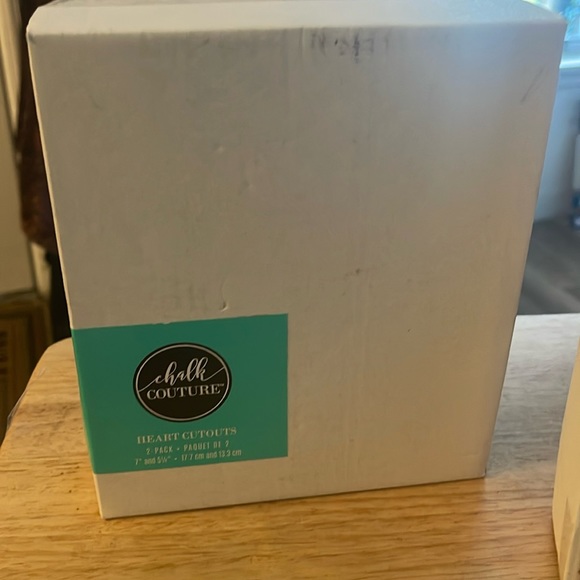 chalk
COUTURE™
HEART CUTOUTS
2 PACK • PAQUET DE 2
7" and 5¼" • 17.7 cm and 13.3 cm